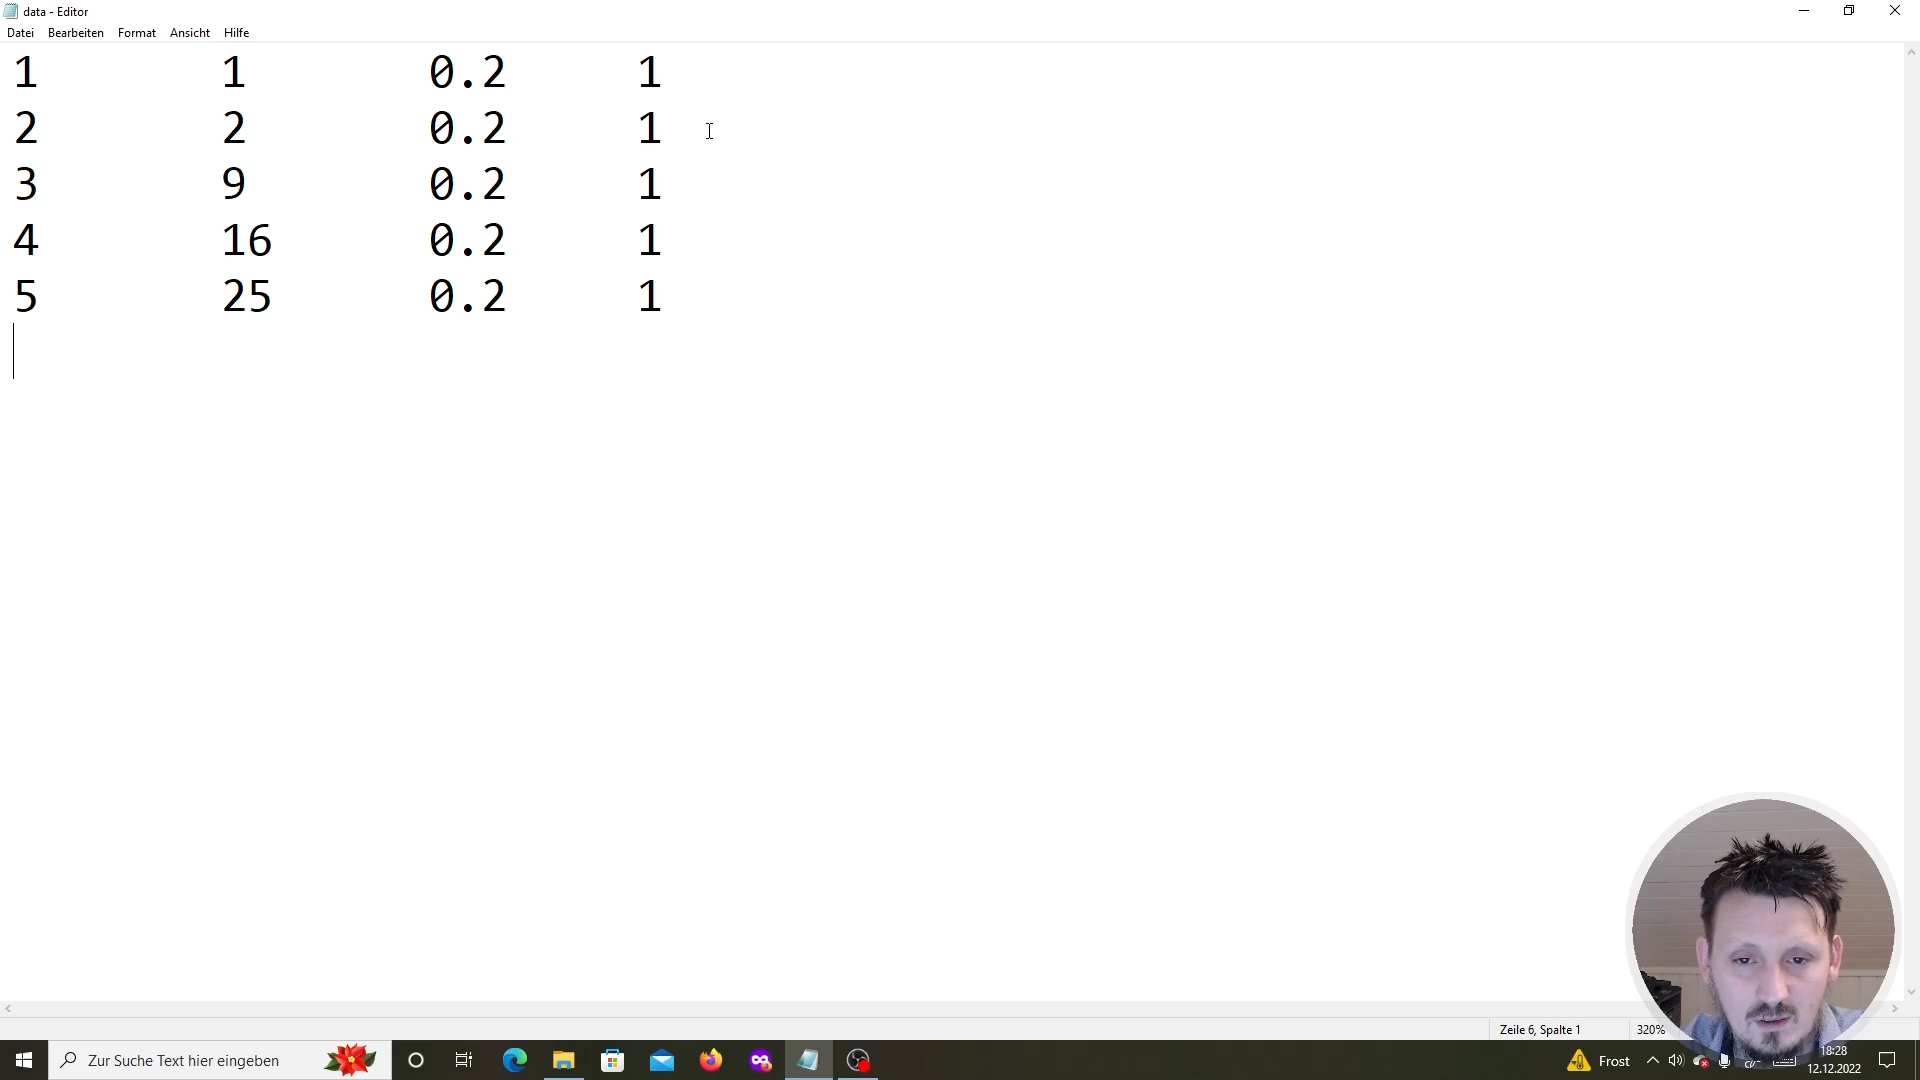 data - Editor
Datei Bearbeiten Format Ansicht Hilfe
1 1 0.2 1
2 2 0.2 1
3 9 0.2 1
4 16 0.2 1
5 25 0.2 1
Zeile 6, Spalte 1 320%
Zur Suche Text hier eingeben
Frost
18:28
12.12.2022